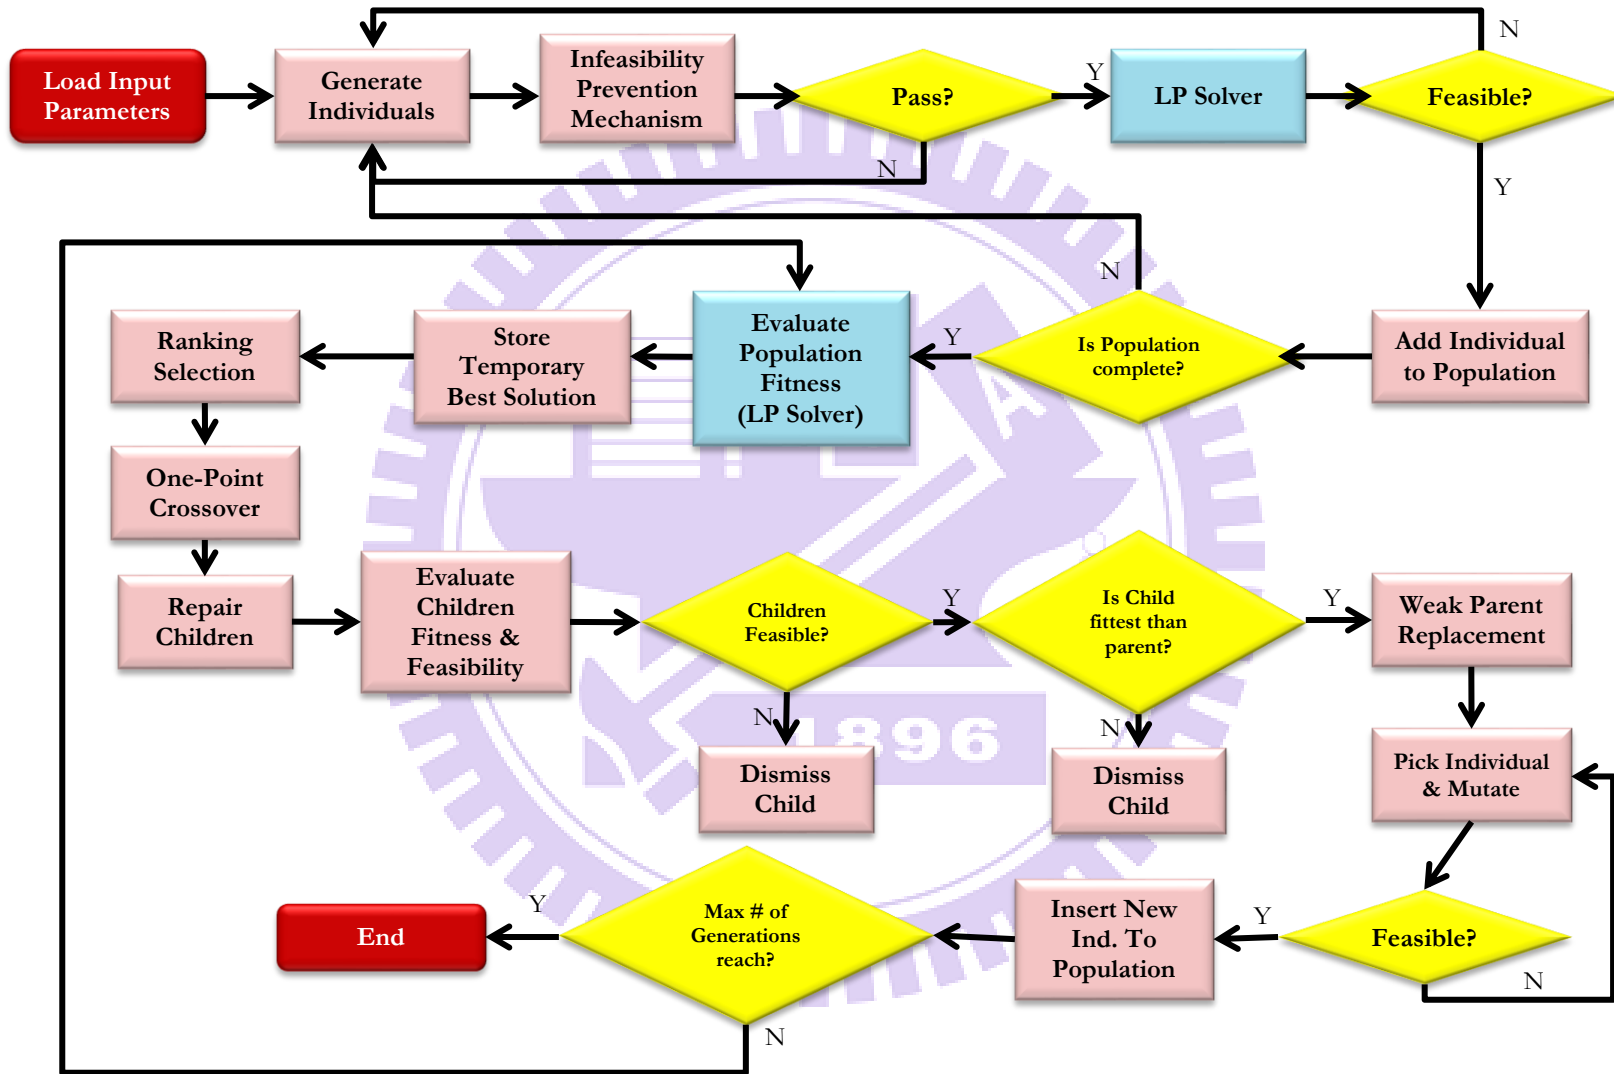 N
Load Input
Parameters
Generate
Individuals
Infeasibility
Prevention
Mechanism
Pass?
Y
LP Solver
Feasible?
N
Y
N
Ranking
Selection
Store
Temporary
Best Solution
Evaluate
Population
Fitness
(LP Solver)
Y
Is Population
complete?
Add Individual
to Population
One-Point
Crossover
Repair
Children
Evaluate
Children
Fitness &
Feasibility
Children
Feasible?
Y
Is Child
fittest than
parent?
Y
Weak Parent
Replacement
N
N
1896
Dismiss
Child
Dismiss
Child
Pick Individual
& Mutate
End
Y
Max # of
Generations
reach?
Insert New
Ind. To
Population
Y
Feasible?
N
N